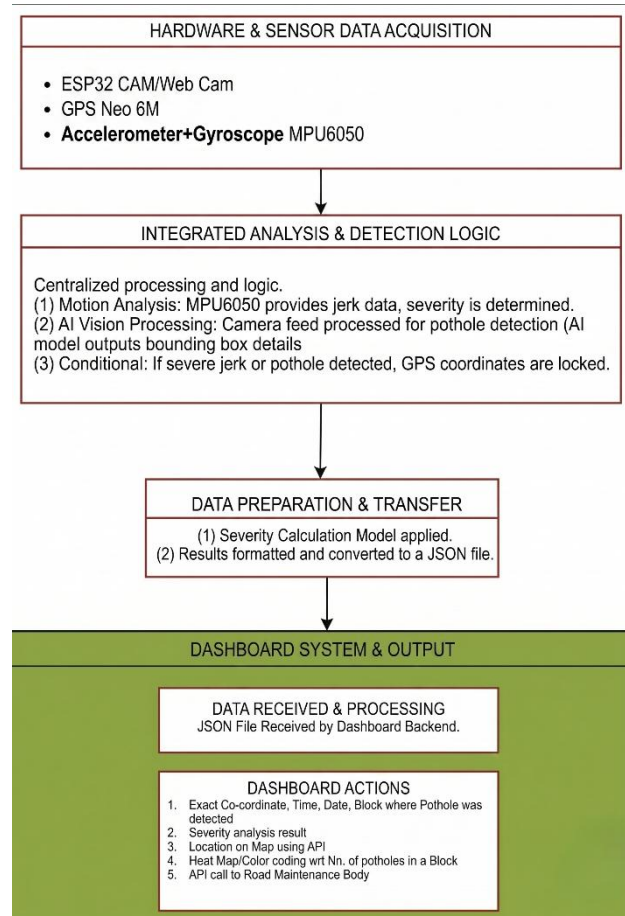 HARDWARE & SENSOR DATA ACQUISITION
• ESP32 CAM/Web Cam
• GPS Neo 6M
• Accelerometer+Gyroscope MPU6050
INTEGRATED ANALYSIS & DETECTION LOGIC
Centralized processing and logic.
(1) Motion Analysis: MPU6050 provides jerk data, severity is determined.
(2) AI Vision Processing: Camera feed processed for pothole detection (AI
model outputs bounding box details
(3) Conditional: If severe jerk or pothole detected, GPS coordinates are locked.
DATA PREPARATION & TRANSFER
(1) Severity Calculation Model applied.
(2) Results formatted and converted to a JSON file.
DASHBOARD SYSTEM & OUTPUT
DATA RECEIVED & PROCESSING
JSON File Received by Dashboard Backend.
DASHBOARD ACTIONS
1. Exact Co-ordinate, Time, Date, Block where Pothole was
detected
2. Severity analysis result
3. Location on Map using API
4. Heat Map/Color coding wrt Nn. of potholes in a Block
5. API call to Road Maintenance Body